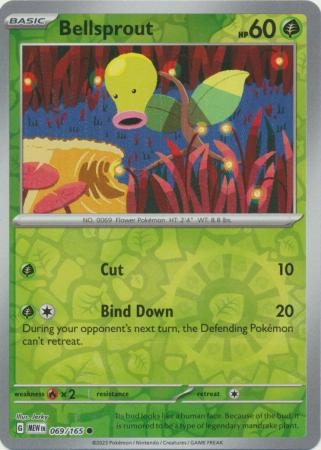 BASIC
Bellsprout
HP 60
NO. 0069 Flower Pokémon HT: 2'4" WT: 8.8 lbs.
Cut 10
Bind Down 20
During your opponent's next turn, the Defending Pokémon
can't retreat.
weakness ×2 resistance retreat
Illus. Jerky
G MEW EN 069/165
Its bud looks like a human face. Because of the bud, it is
rumored to be a type of legendary mandrake plant.
©2023 Pokémon / Nintendo / Creatures / GAME FREAK